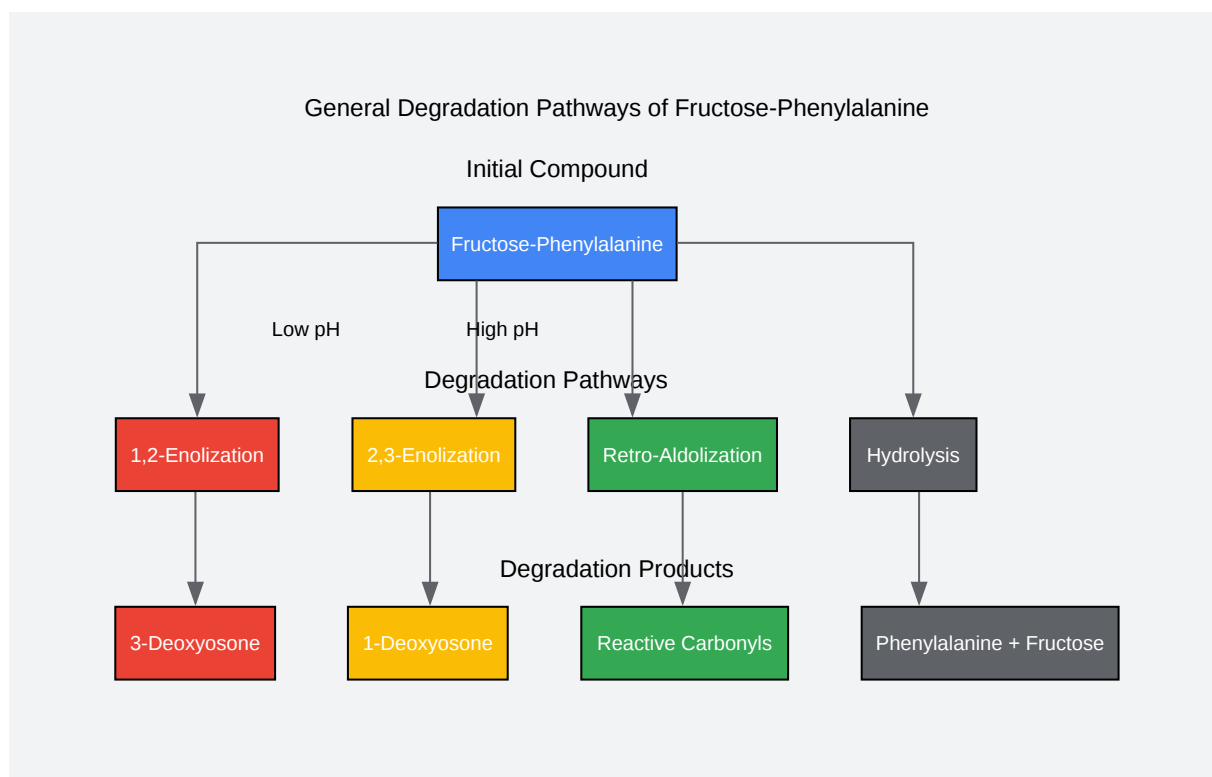 General Degradation Pathways of Fructose-Phenylalanine
Initial Compound
Fructose-Phenylalanine
Low pH
High pH
Degradation Pathways
1,2-Enolization
2,3-Enolization
Retro-Aldolization
Hydrolysis
Degradation Products
3-Deoxyosone
1-Deoxyosone
Reactive Carbonyls
Phenylalanine + Fructose